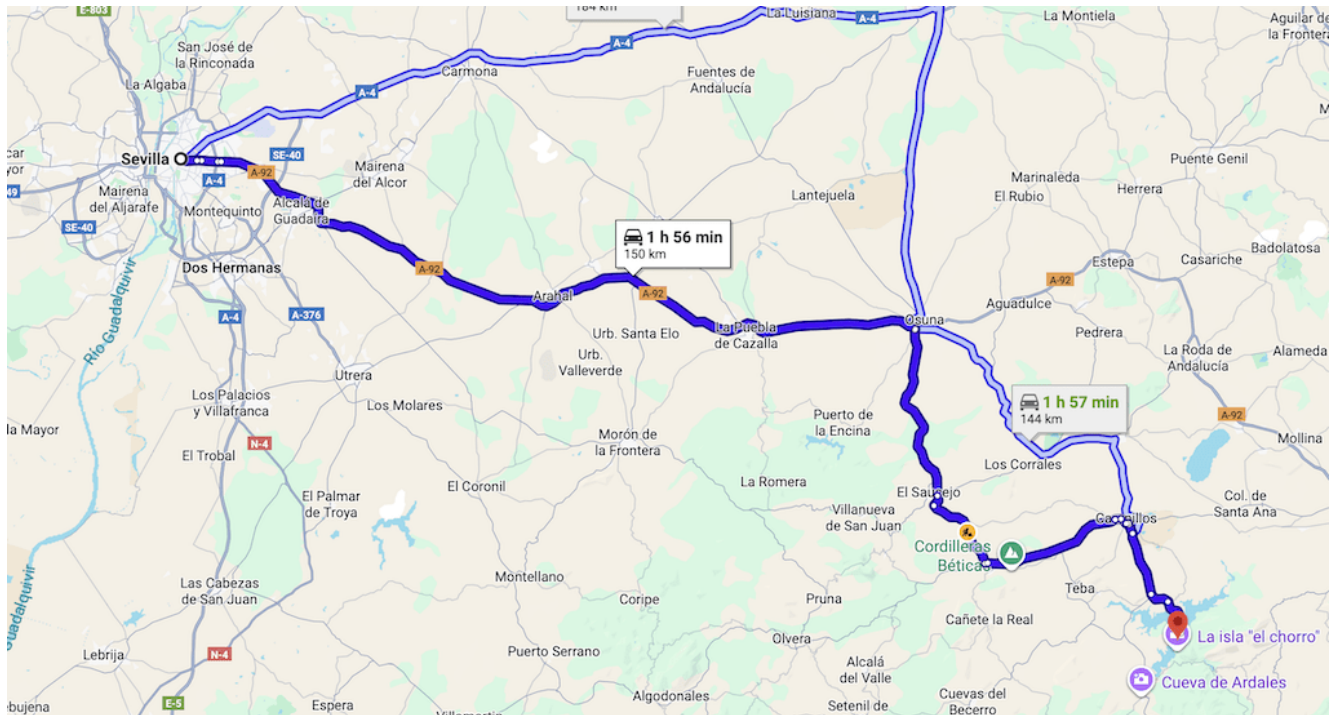 E-803
184 km
La Luisiana
A-4
La Montiela
Aguilar de
la Frontera
San José de
la Rinconada
A-4
Carmona
Fuentes de
Andalucía
La Algaba
A-4
Sevilla
SE-40
A-92
A-4
Mairena
del Alcor
Puente Genil
Marinaleda
Herrera
El Rubio
Lantejuela
49
Mairena
del Aljarafe
Montequinto
Alcalá de
Guadaíra
SE-40
1 h 56 min
150 km
Badolatosa
Casariche
Estepa
Dos Hermanas
A-92
A-92
A-92
Aguadulce
Arahal
A-4
A-376
Río Guadalquivir
Urb. Santa Elo
La Puebla
de Cazalla
Osuna
Pedrera
Urb.
Valleverde
La Roda de
Andalucía
Alameda
Utrera
Los Palacios
y Villafranca
Los Molares
1 h 57 min
144 km
Puerto de
la Encina
A-92
la Mayor
N-4
Morón de
la Frontera
Mollina
El Trobal
Los Corrales
La Romera
El Coronil
El Palmar
de Troya
El Saucejo
Villanueva
de San Juan
Col. de
Santa Ana
Cordilleras
Béticas
Montellano
Las Cabezas
de San Juan
Guadalquivir
Teba
Coripe
Pruna
Cañete la Real
La isla "el chorro"
Olvera
Puerto Serrano
Lebrija
N-4
Alcalá
del Valle
Cueva de Ardales
E-5
Espera
Algodonales
Cuevas del
Becerro
Setenil de